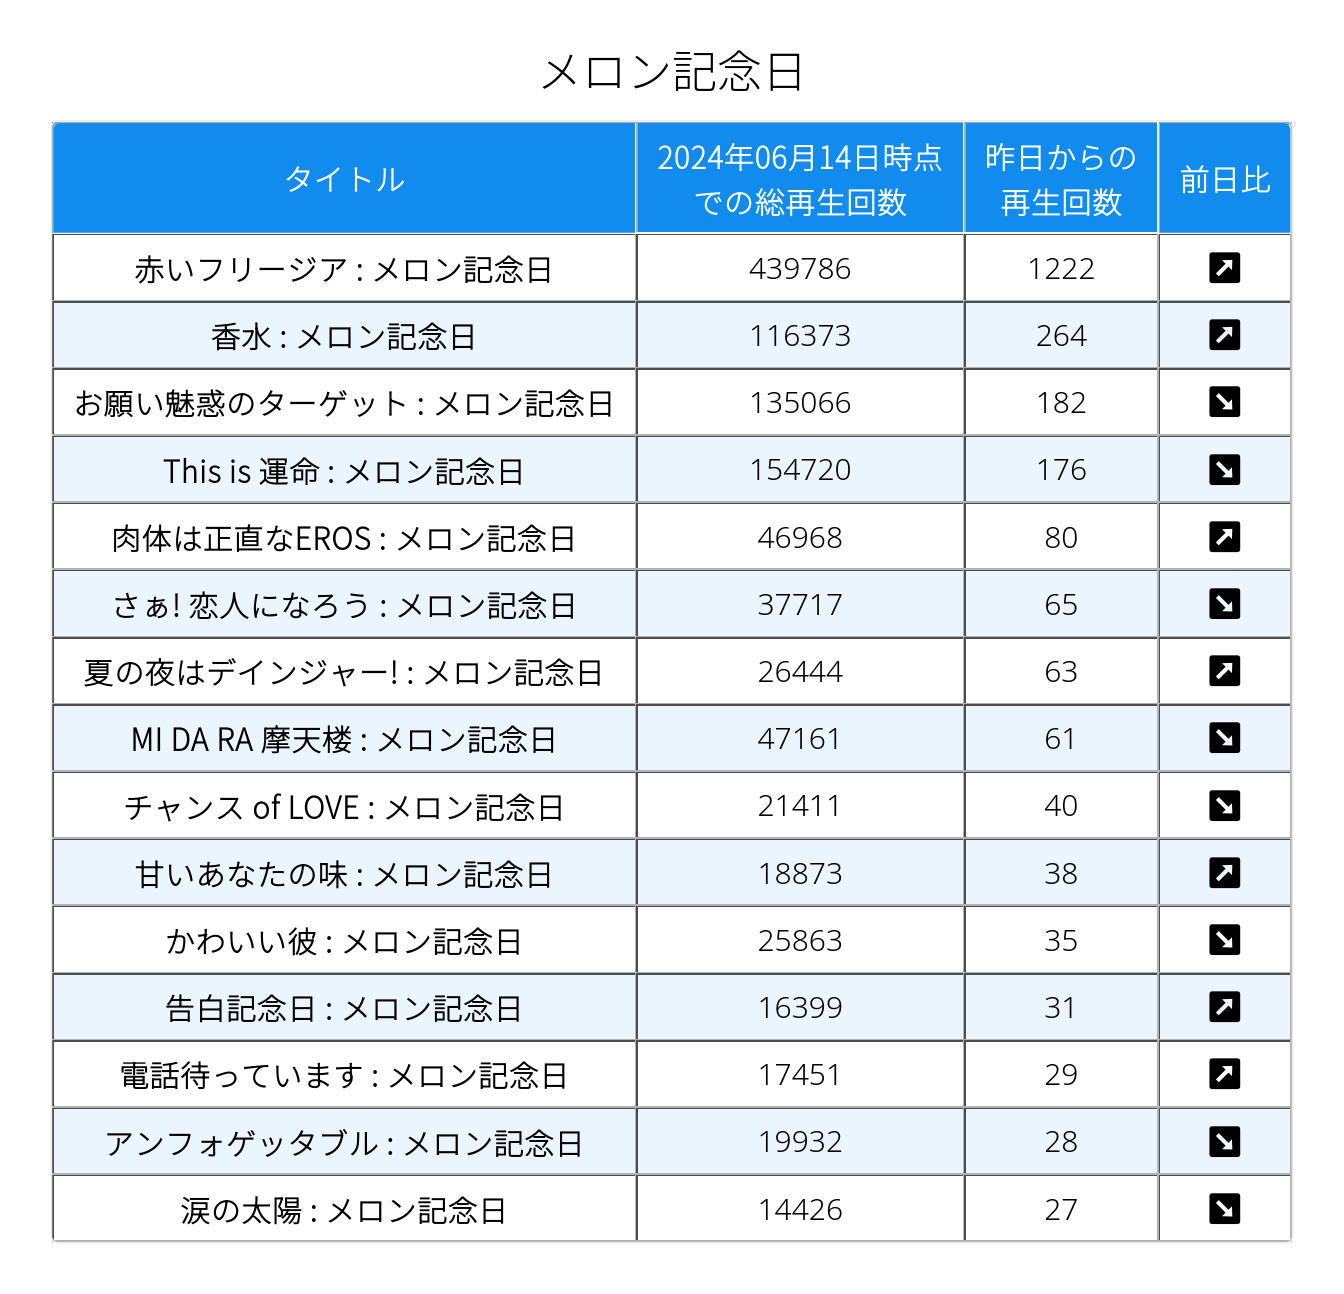 メロン記念日
タイトル 2024年06月14日時点での総再生回数 昨日からの再生回数 前日比
赤いフリージア : メロン記念日 439786 1222 ↗
香水 : メロン記念日 116373 264 ↗
お願い魅惑のターゲット : メロン記念日 135066 182 ↘
This is 運命 : メロン記念日 154720 176 ↘
肉体は正直なEROS : メロン記念日 46968 80 ↗
さぁ! 恋人になろう : メロン記念日 37717 65 ↘
夏の夜はデインジャー! : メロン記念日 26444 63 ↗
MI DA RA 摩天楼 : メロン記念日 47161 61 ↘
チャンス of LOVE : メロン記念日 21411 40 ↘
甘いあなたの味 : メロン記念日 18873 38 ↗
かわいい彼 : メロン記念日 25863 35 ↘
告白記念日 : メロン記念日 16399 31 ↗
電話待っています : メロン記念日 17451 29 ↗
アンフォゲッタブル : メロン記念日 19932 28 ↘
涙の太陽 : メロン記念日 14426 27 ↘